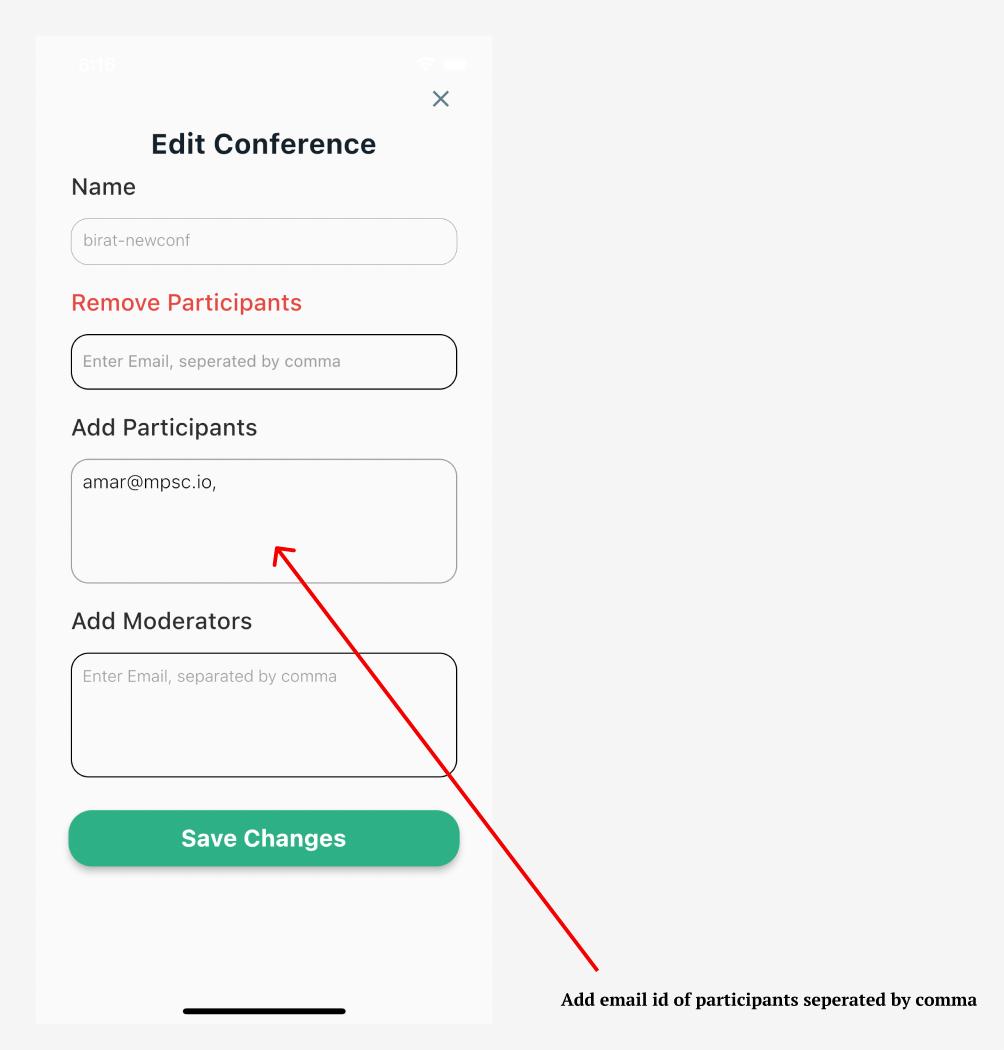 6:16
Edit Conference
Name
birat-newconf
Remove Participants
Enter Email, seperated by comma
Add Participants
amar@mpsc.io,
Add Moderators
Enter Email, separated by comma
Save Changes
Add email id of participants seperated by comma